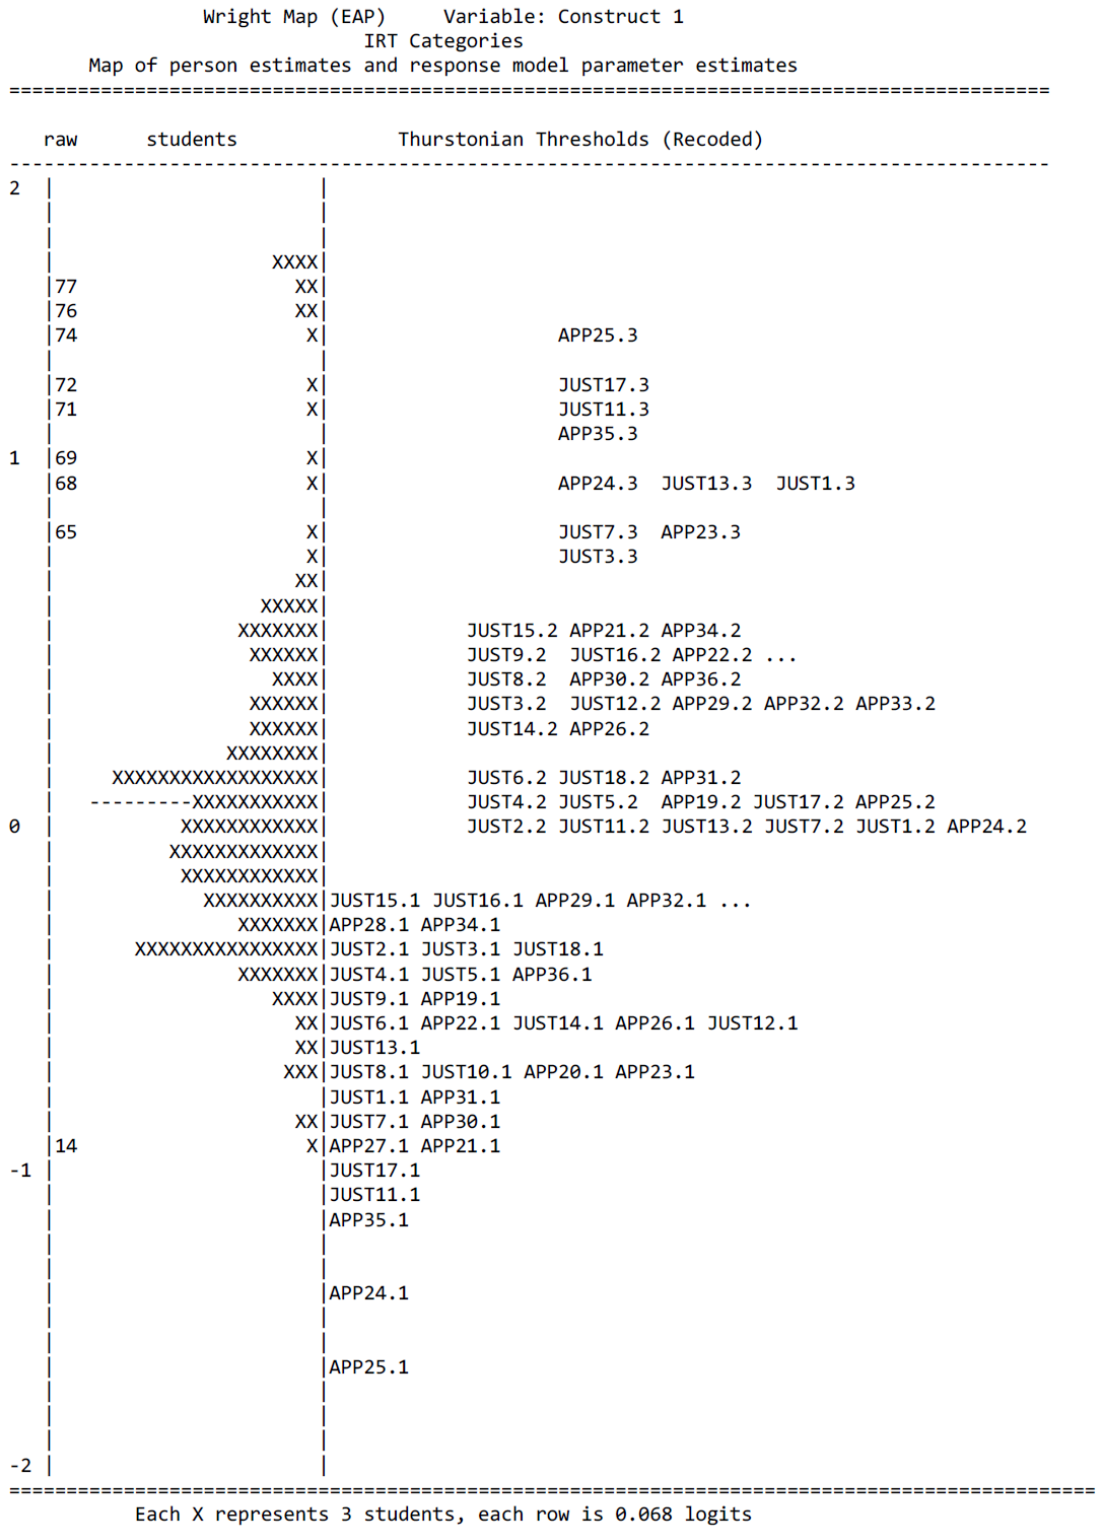 Wright Map (EAP)     Variable: Construct 1
IRT Categories
Map of person estimates and response model parameter estimates
===========================================================================================
raw      students              Thurstonian Thresholds (Recoded)
-------------------------------------------------------------------------------------------
2  |                       |
   |                       |
   |                       |
   |                   XXXX|
   |77                   XX|
   |76                   XX|
   |74                    X|                    APP25.3
   |                       |
   |72                    X|                    JUST17.3
   |71                    X|                    JUST11.3
   |                       |                    APP35.3
1  |69                    X|
   |68                    X|                    APP24.3  JUST13.3  JUST1.3
   |                       |
   |65                    X|                    JUST7.3  APP23.3
   |                      X|                    JUST3.3
   |                     XX|
   |                  XXXXX|
   |                XXXXXXX|            JUST15.2 APP21.2 APP34.2
   |                 XXXXXX|            JUST9.2  JUST16.2 APP22.2 ...
   |                   XXXX|            JUST8.2  APP30.2 APP36.2
   |                 XXXXXX|            JUST3.2  JUST12.2 APP29.2 APP32.2 APP33.2
   |                 XXXXXX|            JUST14.2 APP26.2
   |               XXXXXXXX|
   |     XXXXXXXXXXXXXXXXXX|            JUST6.2 JUST18.2 APP31.2
   |   ---------XXXXXXXXXXX|            JUST4.2 JUST5.2  APP19.2 JUST17.2 APP25.2
0  |           XXXXXXXXXXXX|            JUST2.2 JUST11.2 JUST13.2 JUST7.2 JUST1.2 APP24.2
   |          XXXXXXXXXXXXX|
   |           XXXXXXXXXXXX|
   |             XXXXXXXXXX|JUST15.1 JUST16.1 APP29.1 APP32.1 ...
   |                XXXXXXX|APP28.1 APP34.1
   |       XXXXXXXXXXXXXXXX|JUST2.1 JUST3.1 JUST18.1
   |                XXXXXXX|JUST4.1 JUST5.1 APP36.1
   |                   XXXX|JUST9.1 APP19.1
   |                     XX|JUST6.1 APP22.1 JUST14.1 APP26.1 JUST12.1
   |                     XX|JUST13.1
   |                    XXX|JUST8.1 JUST10.1 APP20.1 APP23.1
   |                       |JUST1.1 APP31.1
   |                     XX|JUST7.1 APP30.1
   |14                    X|APP27.1 APP21.1
-1 |                       |JUST17.1
   |                       |JUST11.1
   |                       |APP35.1
   |                       |
   |                       |
   |                       |APP24.1
   |                       |
   |                       |
   |                       |APP25.1
   |                       |
   |                       |
   |                       |
-2 |                       |
===============================================================================================
Each X represents 3 students, each row is 0.068 logits